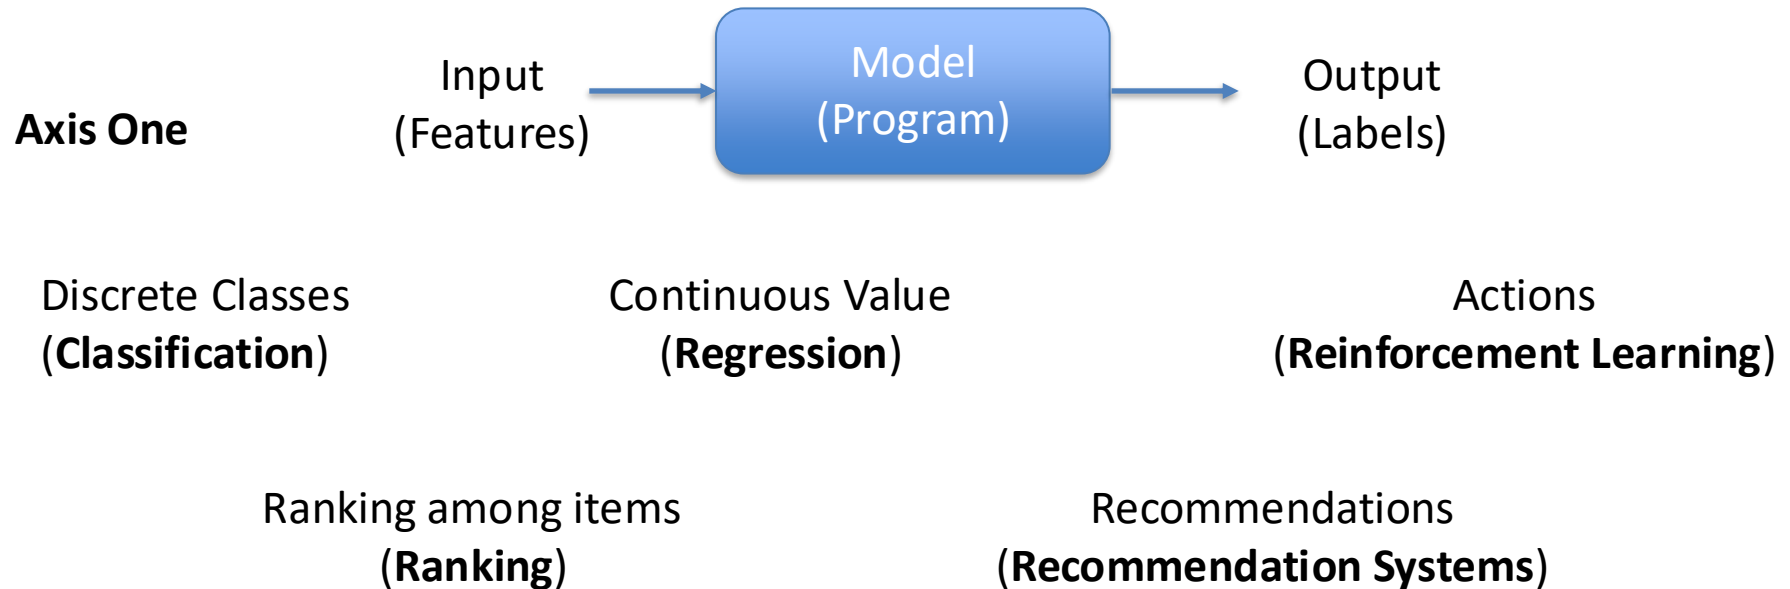 Axis One
Input
(Features)
Model
(Program)
Output
(Labels)
Discrete Classes
(Classification)
Continuous Value
(Regression)
Actions
(Reinforcement Learning)
Ranking among items
(Ranking)
Recommendations
(Recommendation Systems)